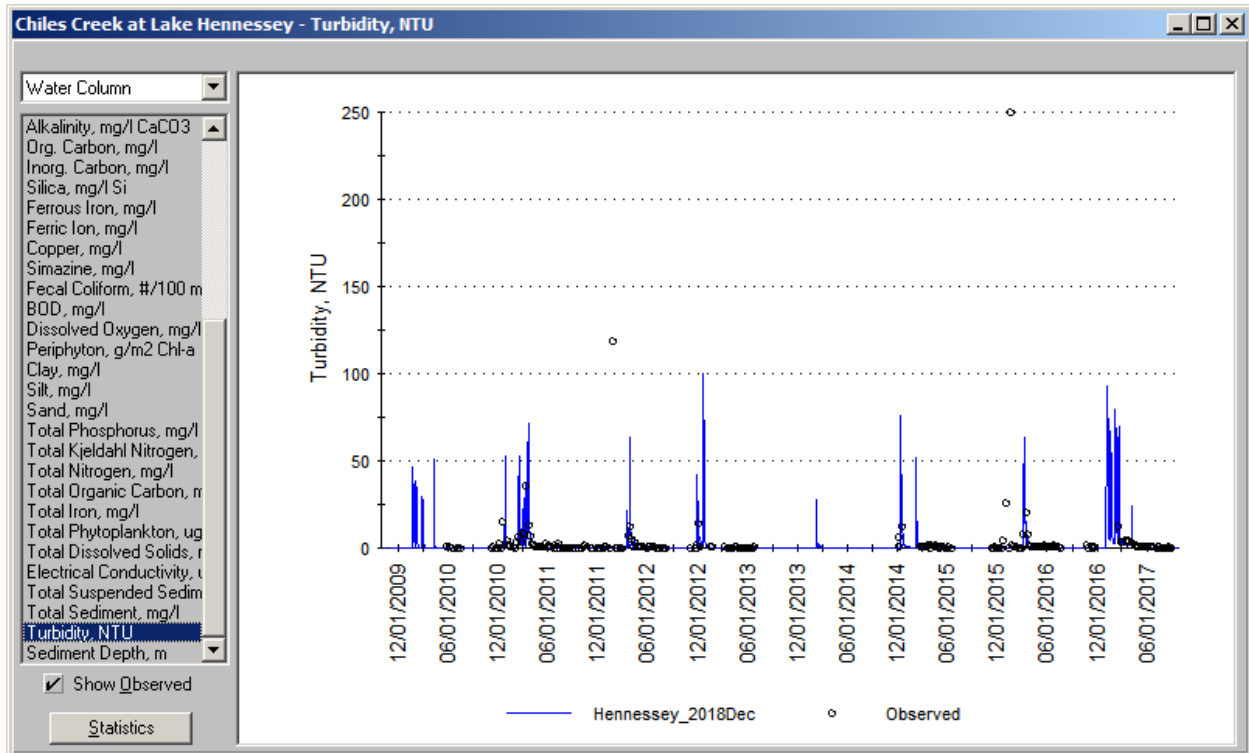 Chiles Creek at Lake Hennessey - Turbidity, NTU
Water Column
Alkalinity, mg/l CaCO3
Org. Carbon, mg/l
Inorg. Carbon, mg/l
Silica, mg/l Si
Ferrous Iron, mg/l
Ferric Ion, mg/l
Copper, mg/l
Simazine, mg/l
Fecal Coliform, #/100 m
BOD, mg/l
Dissolved Oxygen, mg/l
Periphyton, g/m2 Chl-a
Clay, mg/l
Silt, mg/l
Sand, mg/l
Total Phosphorus, mg/l
Total Kjeldahl Nitrogen,
Total Nitrogen, mg/l
Total Organic Carbon, m
Total Iron, mg/l
Total Phytoplankton, ug
Total Dissolved Solids, r
Electrical Conductivity, u
Total Suspended Sedim
Total Sediment, mg/l
Turbidity, NTU
Sediment Depth, m
Show Observed
Statistics
Turbidity, NTU
250
200
150
100
50
0
12/01/2009
06/01/2010
12/01/2010
06/01/2011
12/01/2011
06/01/2012
12/01/2012
06/01/2013
12/01/2013
06/01/2014
12/01/2014
06/01/2015
12/01/2015
06/01/2016
12/01/2016
06/01/2017
Hennessey_2018Dec
Observed